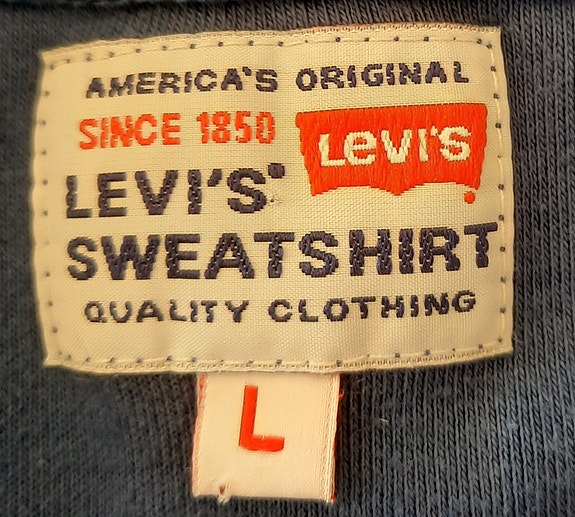 AMERICA'S ORIGINAL
SINCE 1850
LEVI'S
LEVI'S
SWEATSHIRT
QUALITY CLOTHING
L